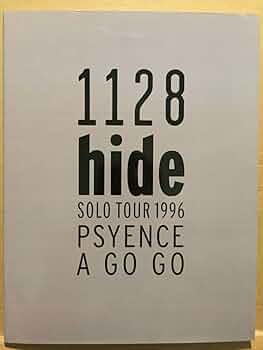 1128
hide
SOLO TOUR 1996
PSYENCE
A GO GO